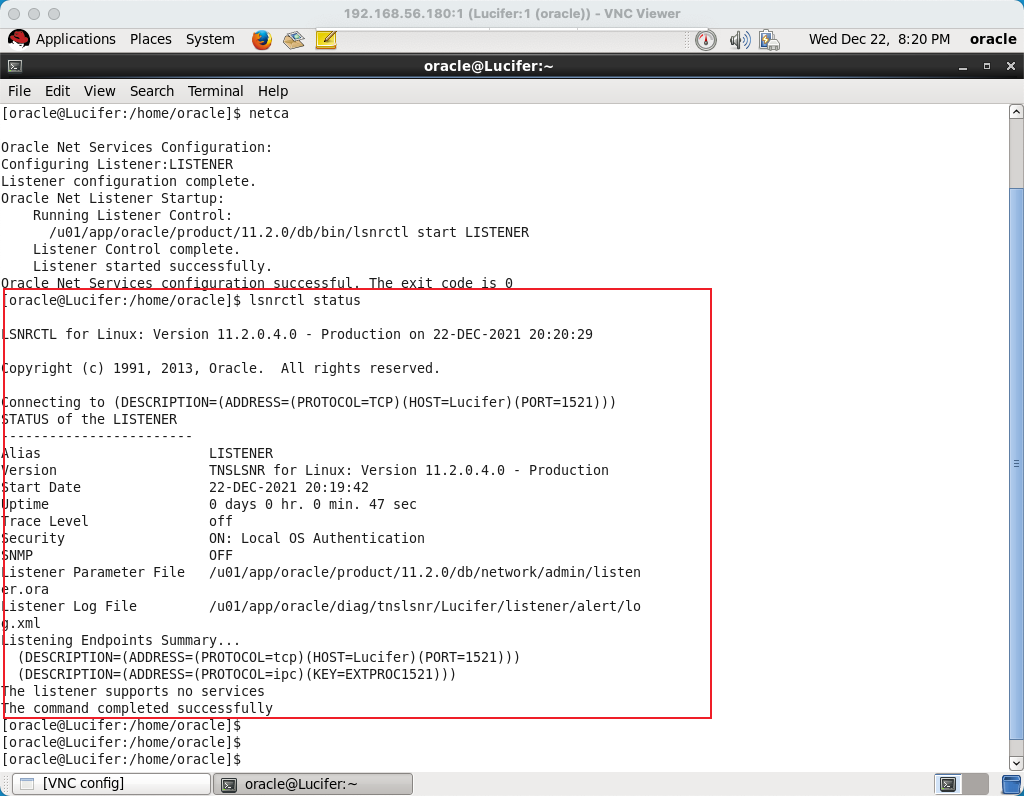 192.168.56.180:1 (Lucifer:1 (oracle)) - VNC Viewer
Applications Places System Wed Dec 22, 8:20 PM oracle
oracle@Lucifer:~
File Edit View Search Terminal Help
[oracle@Lucifer:/home/oracle]$ netca
Oracle Net Services Configuration:
Configuring Listener:LISTENER
Listener configuration complete.
Oracle Net Listener Startup:
    Running Listener Control:
      /u01/app/oracle/product/11.2.0/db/bin/lsnrctl start LISTENER
    Listener Control complete.
    Listener started successfully.
Oracle Net Services configuration successful. The exit code is 0
[oracle@Lucifer:/home/oracle]$ lsnrctl status
LSNRCTL for Linux: Version 11.2.0.4.0 - Production on 22-DEC-2021 20:20:29
Copyright (c) 1991, 2013, Oracle.  All rights reserved.
Connecting to (DESCRIPTION=(ADDRESS=(PROTOCOL=TCP)(HOST=Lucifer)(PORT=1521)))
STATUS of the LISTENER
------------------------
Alias                     LISTENER
Version                   TNSLSNR for Linux: Version 11.2.0.4.0 - Production
Start Date                22-DEC-2021 20:19:42
Uptime                    0 days 0 hr. 0 min. 47 sec
Trace Level               off
Security                  ON: Local OS Authentication
SNMP                      OFF
Listener Parameter File   /u01/app/oracle/product/11.2.0/db/network/admin/listen
er.ora
Listener Log File         /u01/app/oracle/diag/tnslsnr/Lucifer/listener/alert/lo
g.xml
Listening Endpoints Summary...
  (DESCRIPTION=(ADDRESS=(PROTOCOL=tcp)(HOST=Lucifer)(PORT=1521)))
  (DESCRIPTION=(ADDRESS=(PROTOCOL=ipc)(KEY=EXTPROC1521)))
The listener supports no services
The command completed successfully
[oracle@Lucifer:/home/oracle]$
[oracle@Lucifer:/home/oracle]$
[oracle@Lucifer:/home/oracle]$
[VNC config] oracle@Lucifer:~